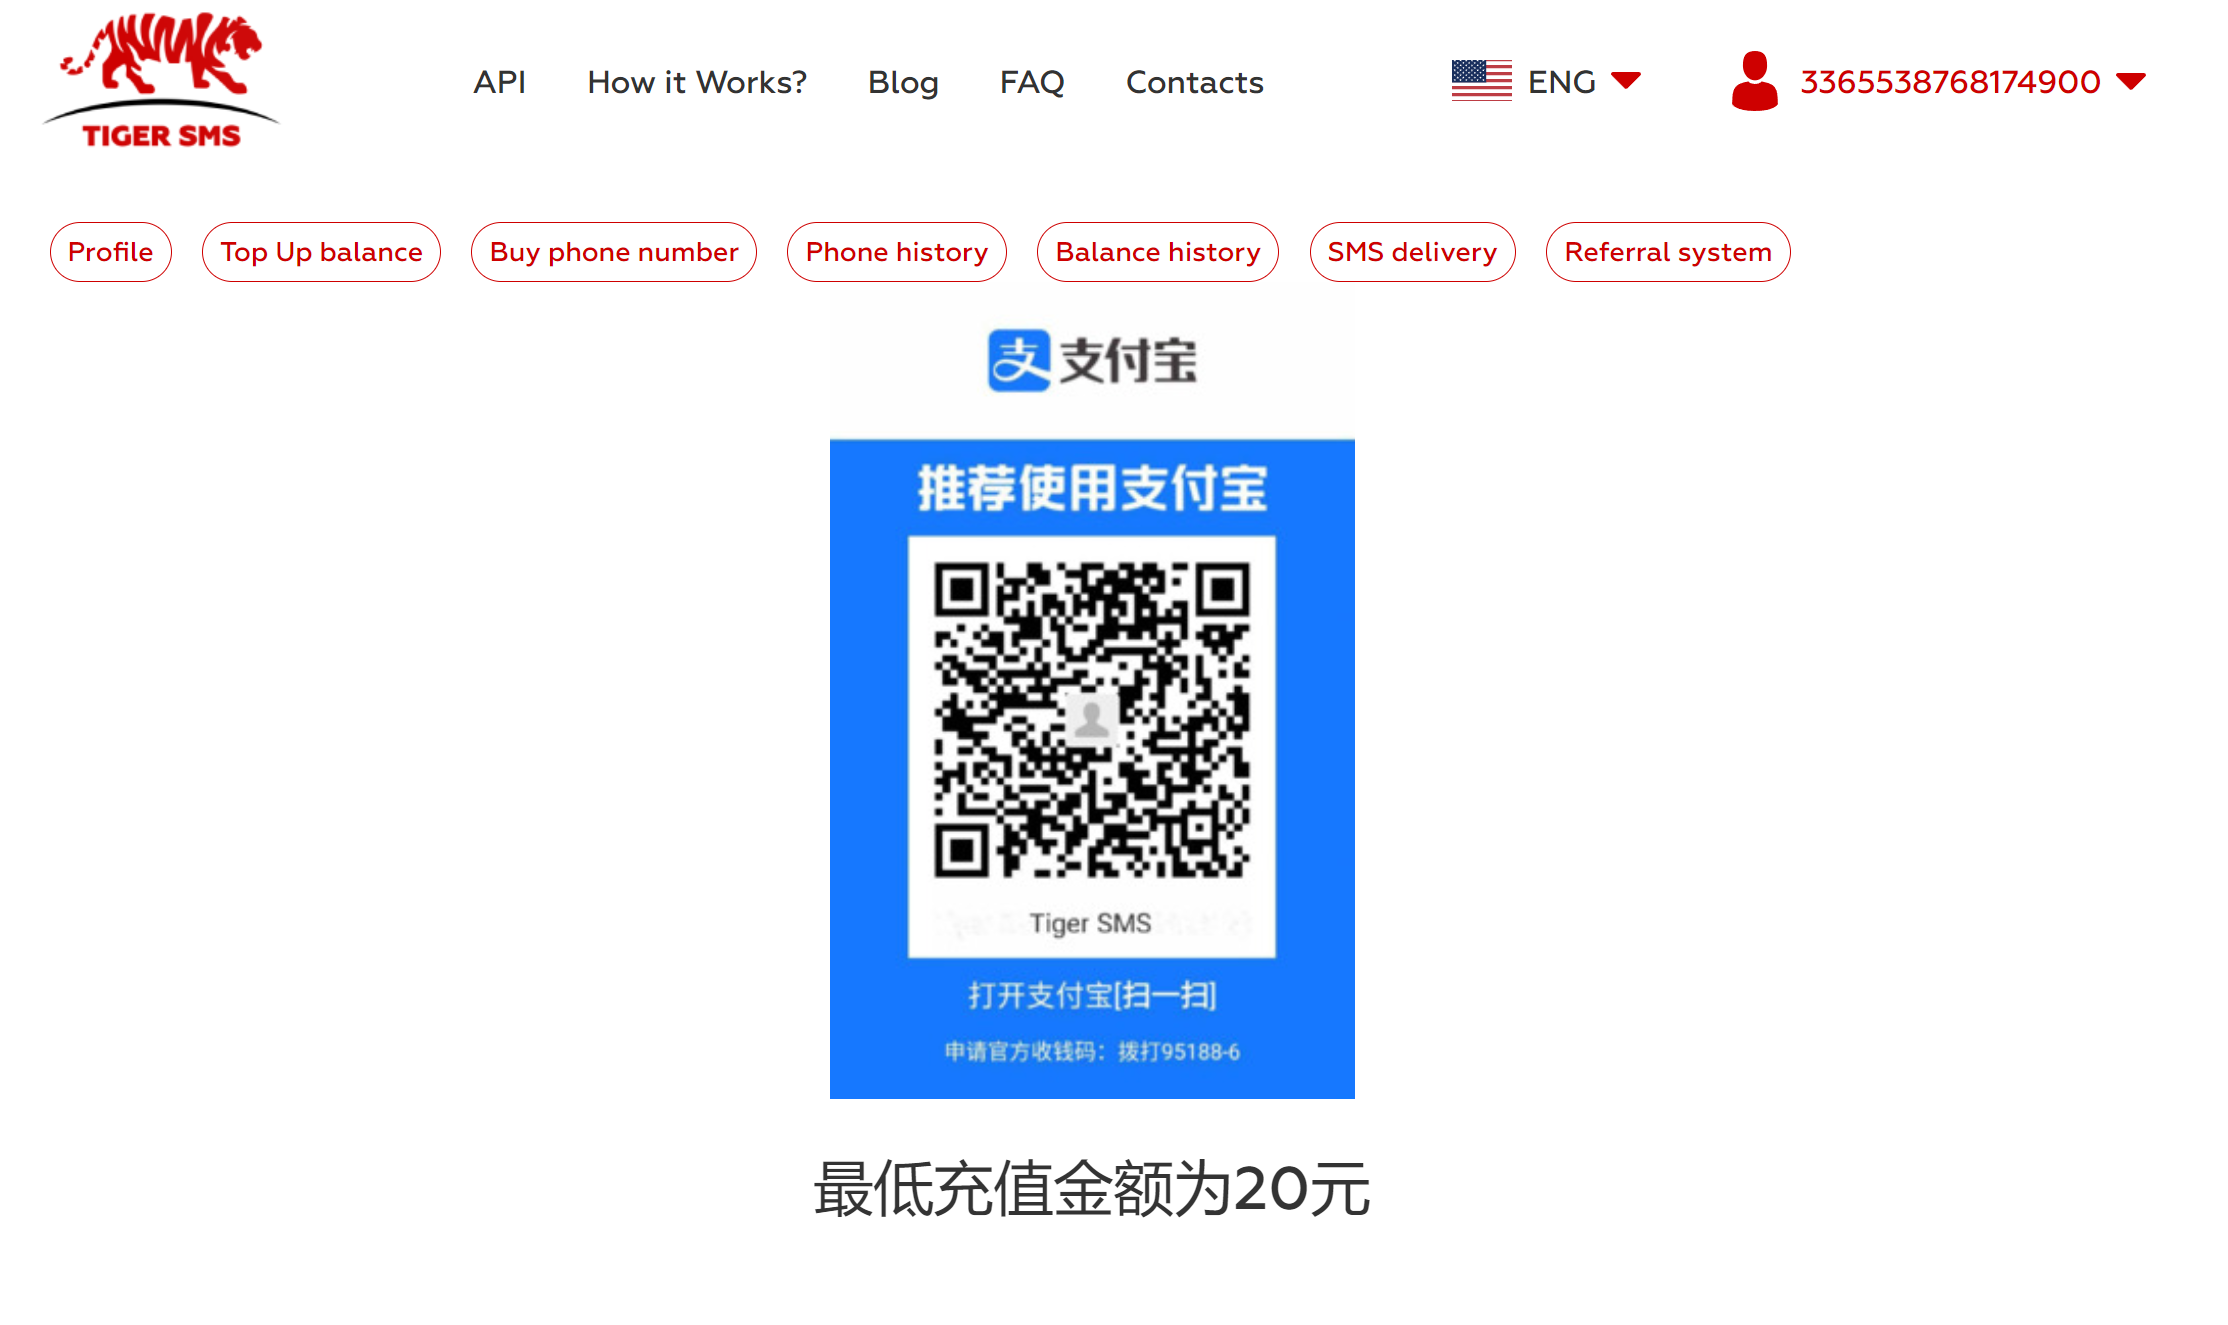 TIGER SMS
API How it Works? Blog FAQ Contacts ENG 3365538768174900
Profile Top Up balance Buy phone number Phone history Balance history SMS delivery Referral system
支 支付宝
推荐使用支付宝
Tiger SMS
打开支付宝[扫一扫]
申请官方收钱码：拨打95188-6
最低充值金额为20元